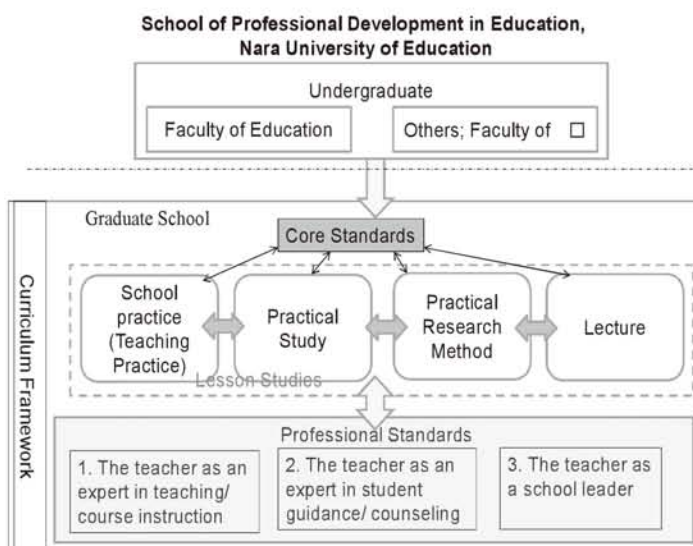 School of Professional Development in Education,
Nara University of Education
Undergraduate
Faculty of Education
Others; Faculty of □
Curriculum Framework
Graduate School
Core Standards
School
practice
(Teaching
Practice)
Practical
Study
Practical
Research
Method
Lecture
Lesson Studies
Professional Standards
1. The teacher as an
expert in teaching/
course instruction
2. The teacher as an
expert in student
guidance/ counseling
3. The teacher as
a school leader